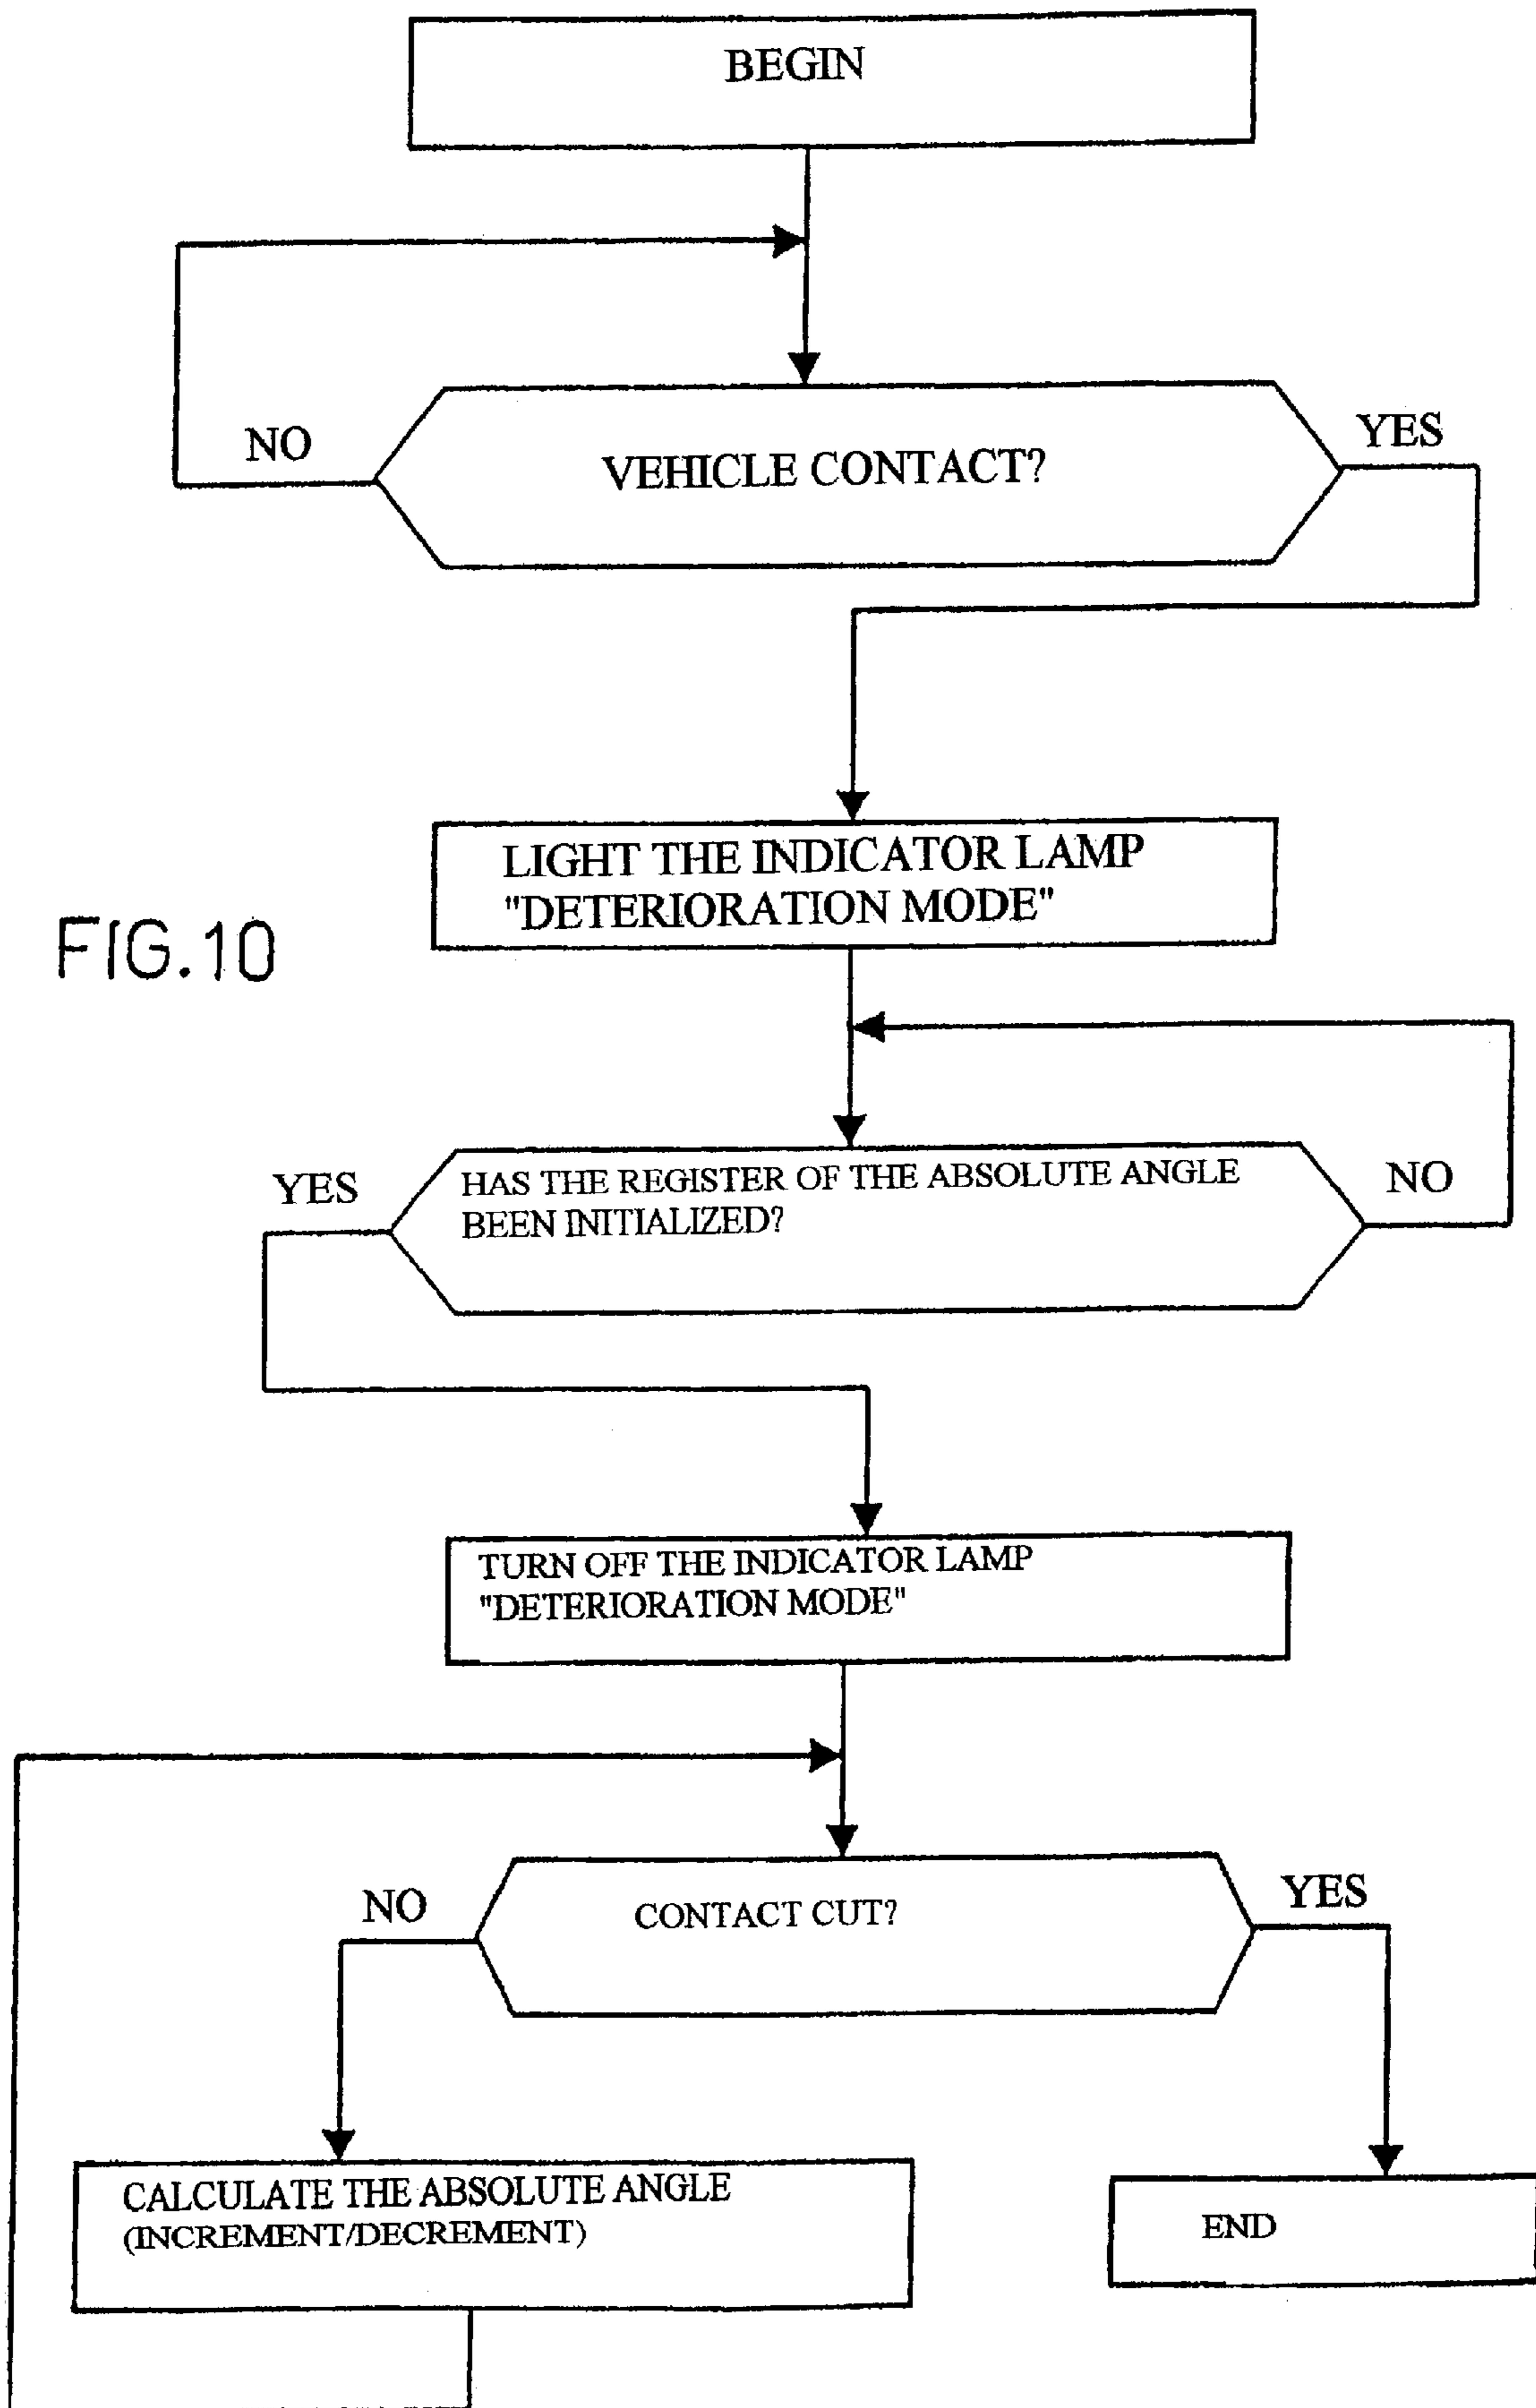 BEGIN
NO
VEHICLE CONTACT?
YES
LIGHT THE INDICATOR LAMP
"DETERIORATION MODE"
FIG.10
YES
HAS THE REGISTER OF THE ABSOLUTE ANGLE
BEEN INITIALIZED?
NO
TURN OFF THE INDICATOR LAMP
"DETERIORATION MODE"
NO
CONTACT CUT?
YES
CALCULATE THE ABSOLUTE ANGLE
(INCREMENT/DECREMENT)
END